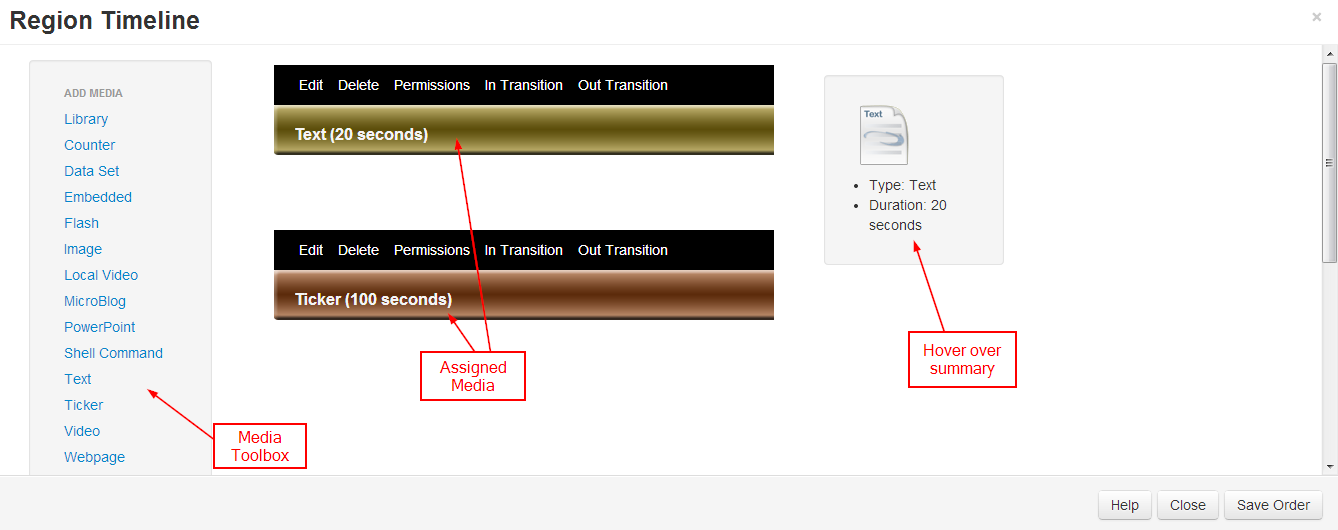 Region Timeline
×
ADD MEDIA
Library
Counter
Data Set
Embedded
Flash
Image
Local Video
MicroBlog
PowerPoint
Shell Command
Text
Ticker
Video
Webpage
Media
Toolbox
Edit Delete Permissions In Transition Out Transition
Text (20 seconds)
Edit Delete Permissions In Transition Out Transition
Ticker (100 seconds)
Assigned
Media
Text
• Type: Text
• Duration: 20
seconds
Hover over
summary
Help Close Save Order